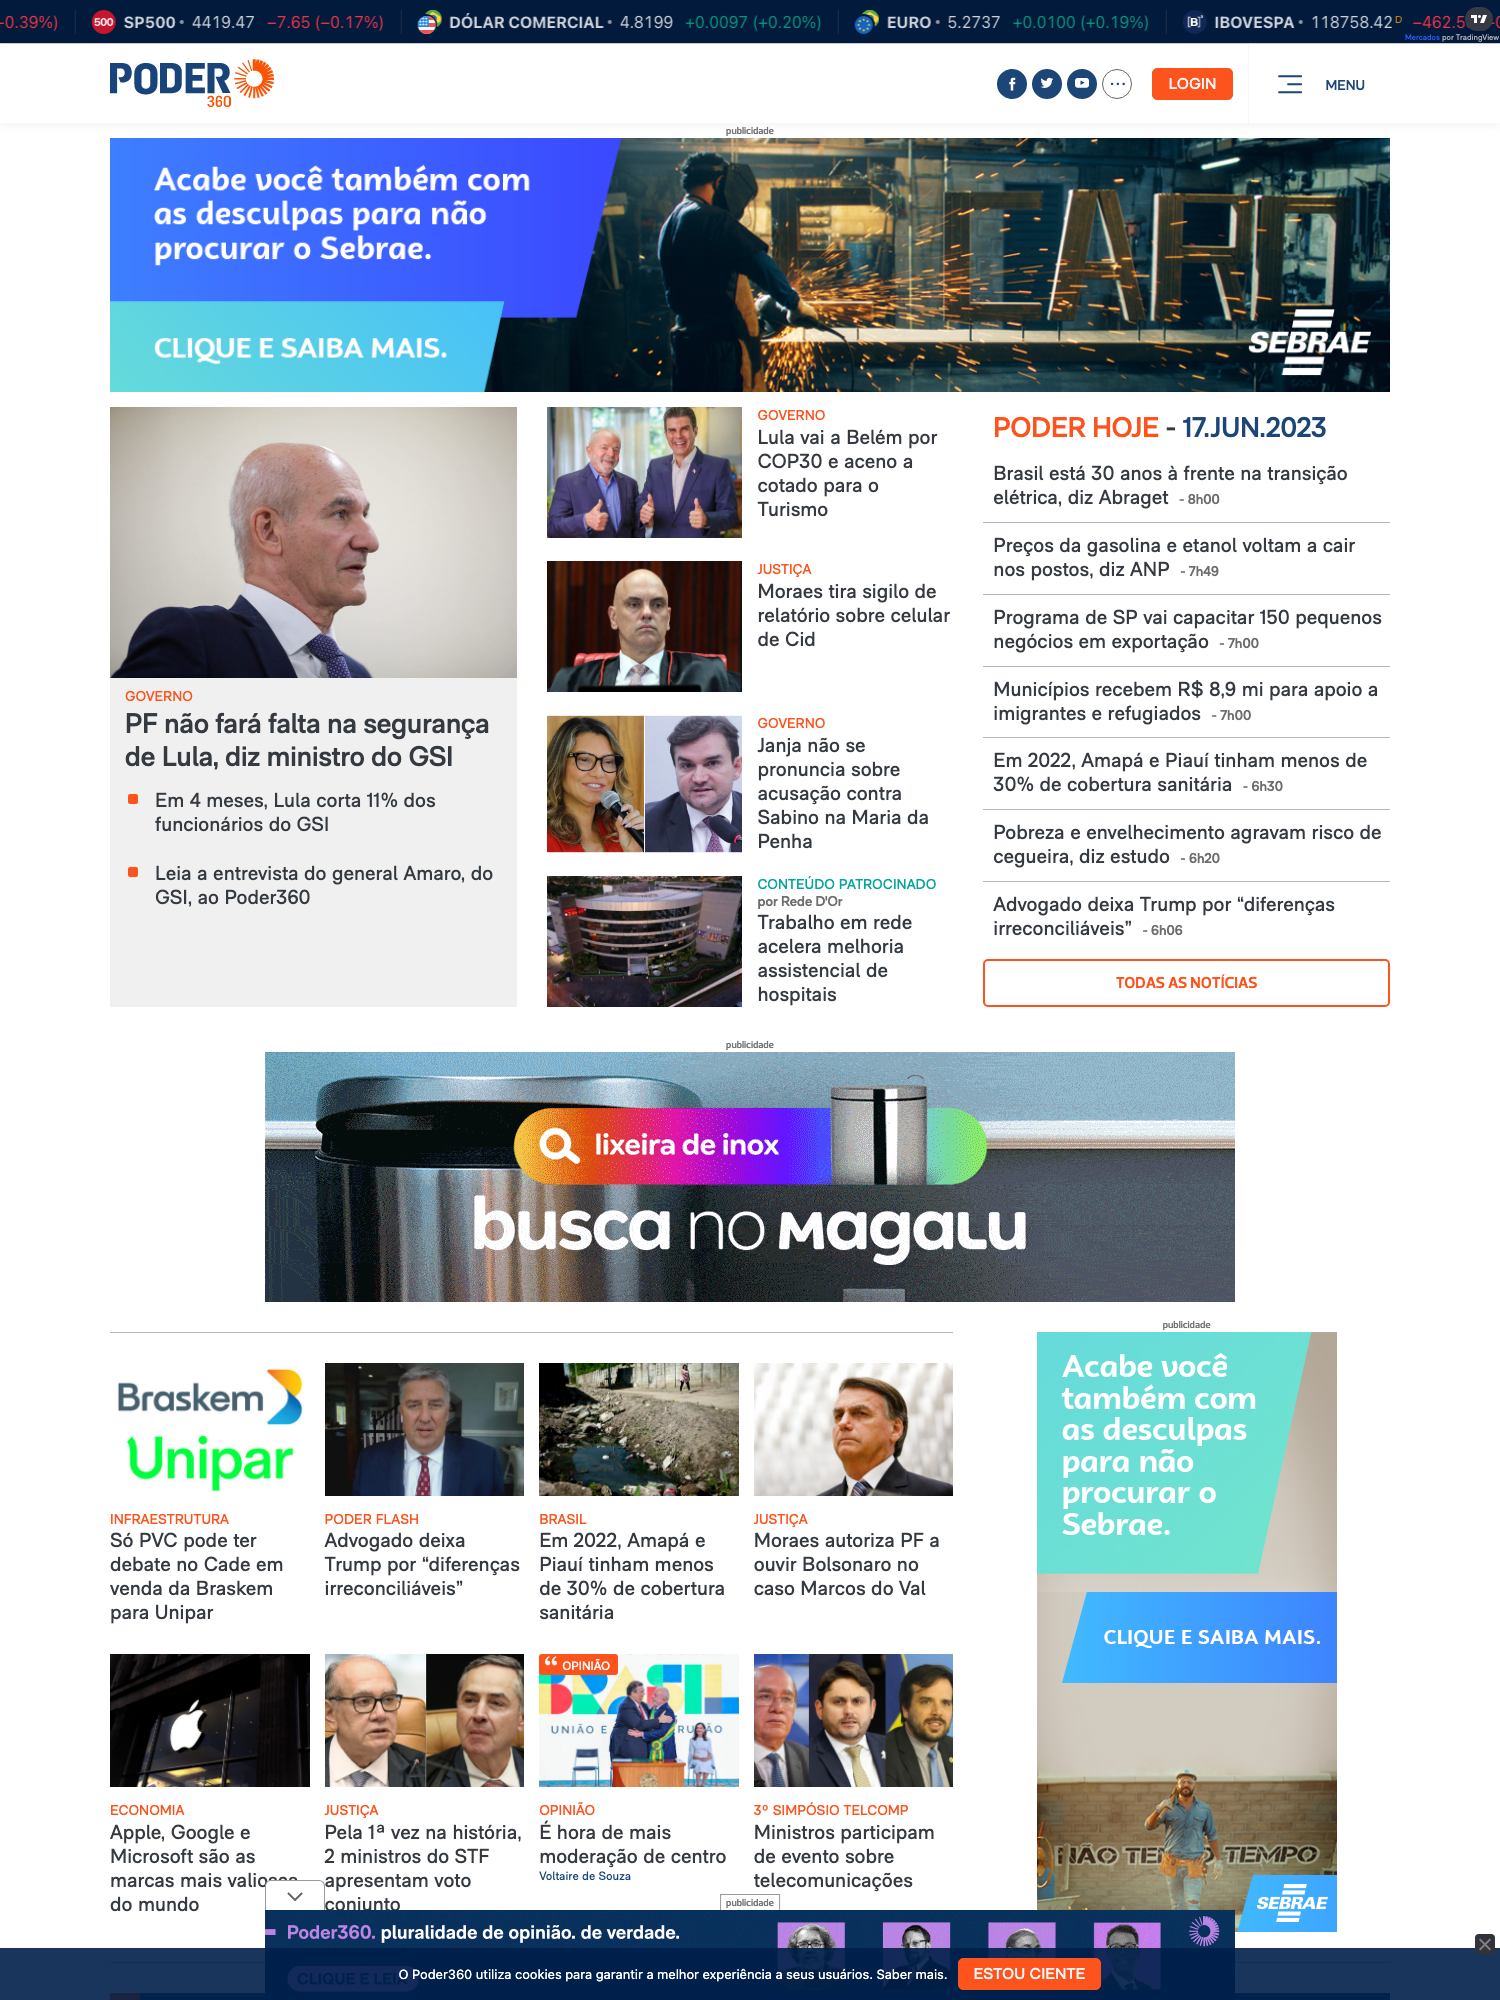 -0.39%)
500 SP500 • 4419.47 −7.65 (−0.17%)
DÓLAR COMERCIAL • 4.8199 +0.0097 (+0.20%)
EURO • 5.2737 +0.0100 (+0.19%)
[B]³ IBOVESPA • 118758.42 D
Mercados por TradingView
PODER
360
LOGIN
MENU
publicidade
Acabe você também com
as desculpas para não
procurar o Sebrae.
CLIQUE E SAIBA MAIS.
SEBRAE
GOVERNO
PF não fará falta na segurança
de Lula, diz ministro do GSI
Em 4 meses, Lula corta 11% dos
funcionários do GSI
Leia a entrevista do general Amaro, do
GSI, ao Poder360
GOVERNO
Lula vai a Belém por
COP30 e aceno a
cotado para o
Turismo
JUSTIÇA
Moraes tira sigilo de
relatório sobre celular
de Cid
GOVERNO
Janja não se
pronuncia sobre
acusação contra
Sabino na Maria da
Penha
CONTEÚDO PATROCINADO
por Rede D'Or
Trabalho em rede
acelera melhoria
assistencial de
hospitais
PODER HOJE - 17.JUN.2023
Brasil está 30 anos à frente na transição
elétrica, diz Abraget - 8h00
Preços da gasolina e etanol voltam a cair
nos postos, diz ANP - 7h49
Programa de SP vai capacitar 150 pequenos
negócios em exportação - 7h00
Municípios recebem R$ 8,9 mi para apoio a
imigrantes e refugiados - 7h00
Em 2022, Amapá e Piauí tinham menos de
30% de cobertura sanitária - 6h30
Pobreza e envelhecimento agravam risco de
cegueira, diz estudo - 6h20
Advogado deixa Trump por “diferenças
irreconciliáveis” - 6h06
TODAS AS NOTÍCIAS
publicidade
lixeira de inox
busca no Magalu
Braskem
Unipar
INFRAESTRUTURA
Só PVC pode ter
debate no Cade em
venda da Braskem
para Unipar
PODER FLASH
Advogado deixa
Trump por “diferenças
irreconciliáveis”
BRASIL
Em 2022, Amapá e
Piauí tinham menos
de 30% de cobertura
sanitária
JUSTIÇA
Moraes autoriza PF a
ouvir Bolsonaro no
caso Marcos do Val
publicidade
Acabe você
também com
as desculpas
para não
procurar o
Sebrae.
CLIQUE E SAIBA MAIS.
NÃO TEM TEMPO
SEBRAE
ECONOMIA
Apple, Google e
Microsoft são as
marcas mais valiosas
do mundo
JUSTIÇA
Pela 1ª vez na história,
2 ministros do STF
apresentam voto
conjunto
“ OPINIÃO
BRASIL
UNIÃO E
OPINIÃO
É hora de mais
moderação de centro
Voltaire de Souza
3º SIMPÓSIO TELCOMP
Ministros participam
de evento sobre
telecomunicações
publicidade
Poder360. pluralidade de opinião. de verdade.
CLIQUE E LEIA
O Poder360 utiliza cookies para garantir a melhor experiência a seus usuários. Saber mais.
ESTOU CIENTE